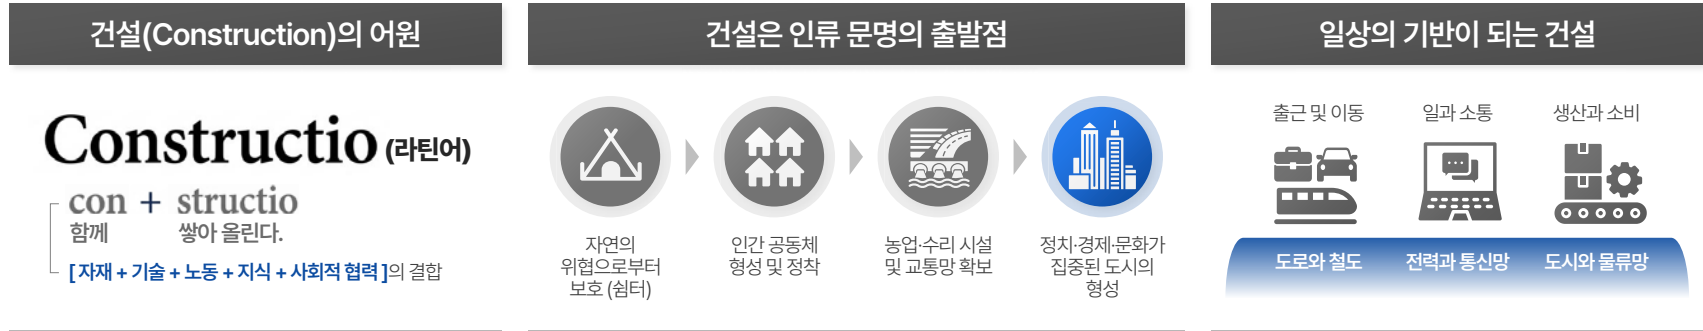 건설(Construction)의 어원
Constructio (라틴어)
con + structio
함께 쌓아 올린다.
[ 자재 + 기술 + 노동 + 지식 + 사회적 협력 ]의 결합
건설은 인류 문명의 출발점
자연의
위협으로부터
보호 (쉼터)
인간 공동체
형성 및 정착
농업·수리 시설
및 교통망 확보
정치·경제·문화가
집중된 도시의
형성
일상의 기반이 되는 건설
출근 및 이동
일과 소통
생산과 소비
도로와 철도
전력과 통신망
도시와 물류망